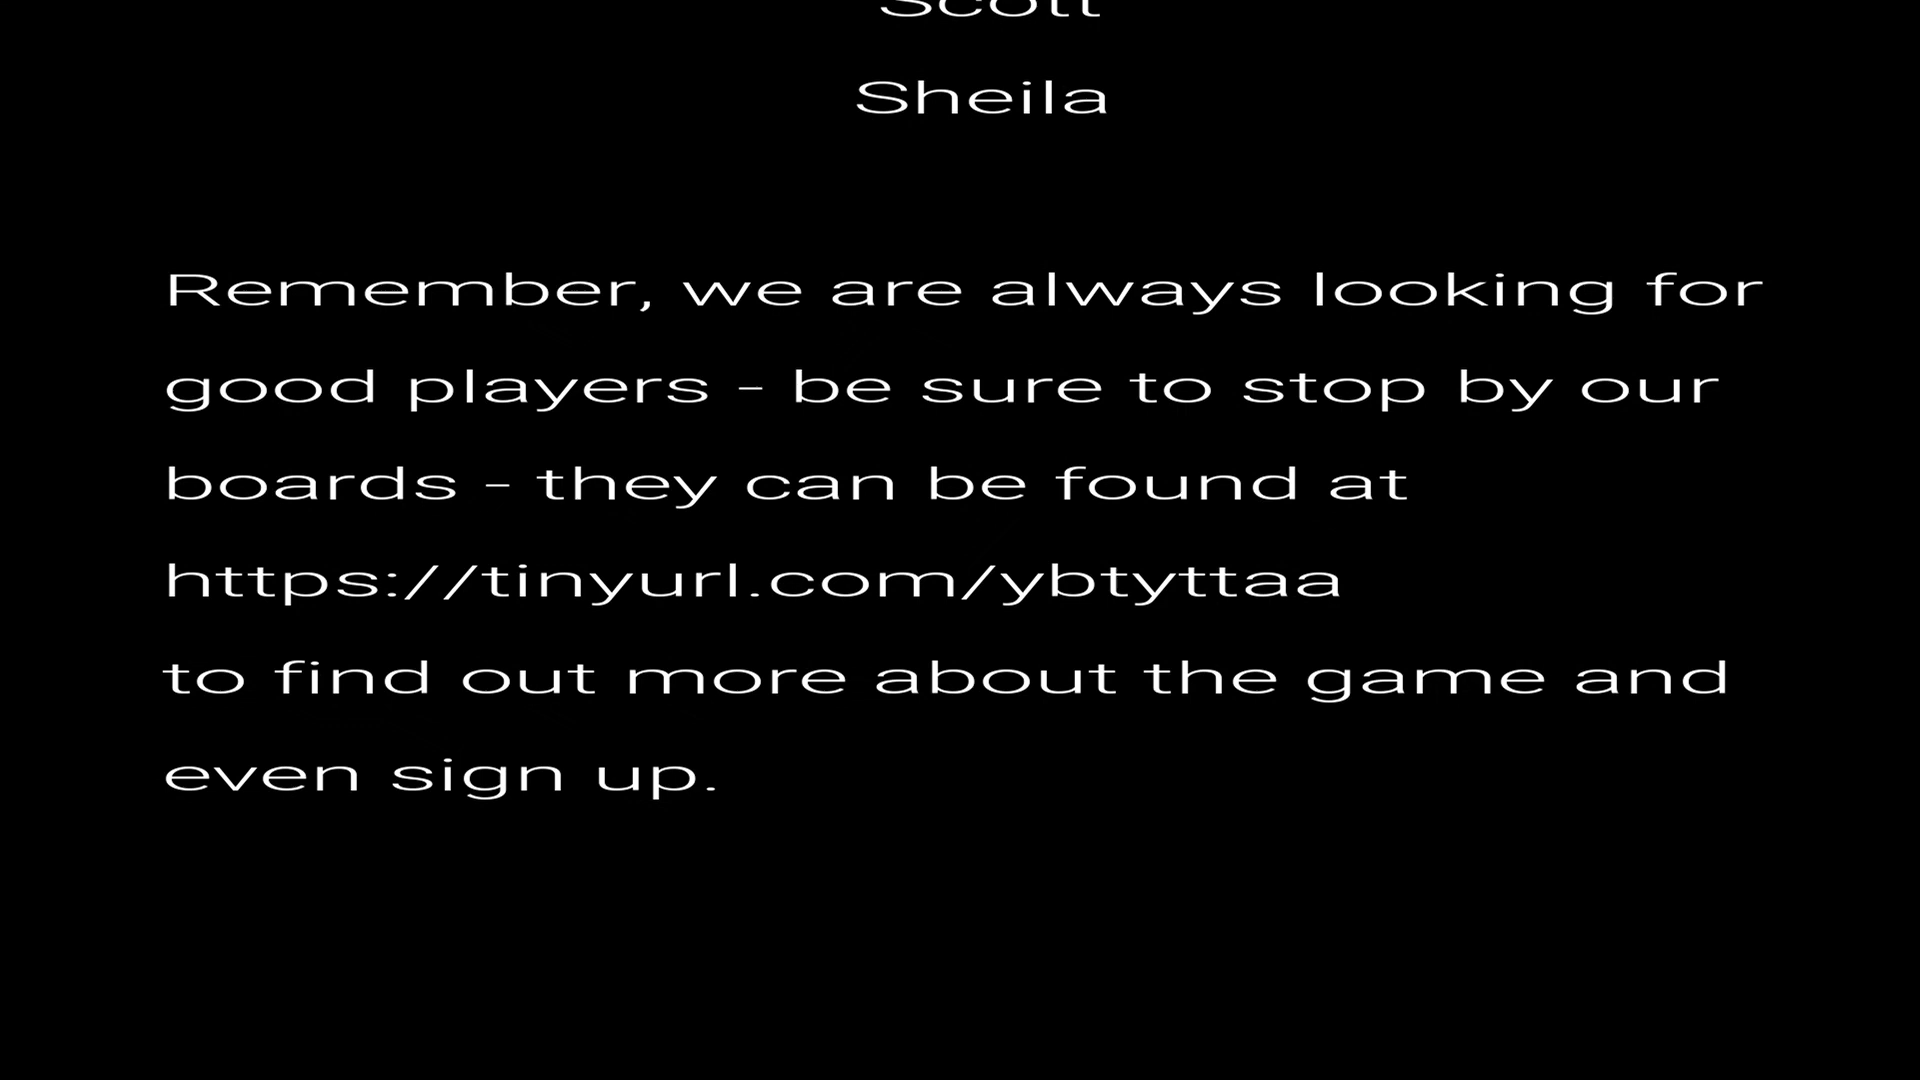 Scott
Sheila
Remember, we are always looking for
good players - be sure to stop by our
boards - they can be found at
https://tinyurl.com/ybtyttaa
to find out more about the game and
even sign up.